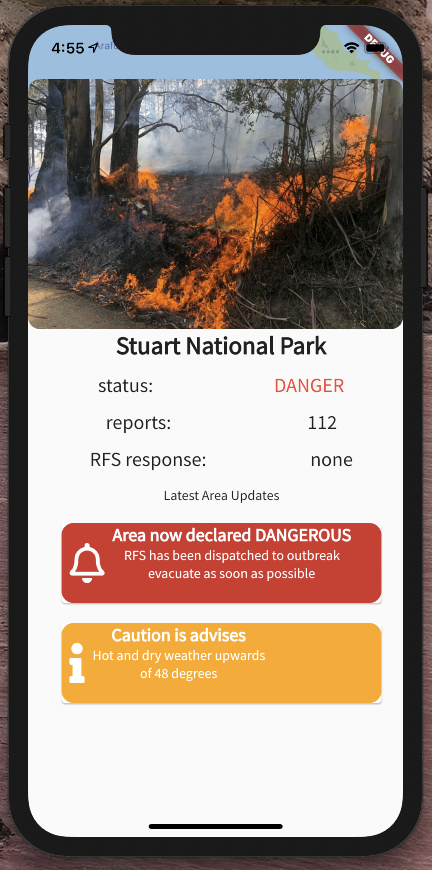 4:55
DEBUG
Stuart National Park
status: DANGER
reports: 112
RFS response: none
Latest Area Updates
Area now declared DANGEROUS
RFS has been dispatched to outbreak
evacuate as soon as possible
Caution is advises
Hot and dry weather upwards
of 48 degrees